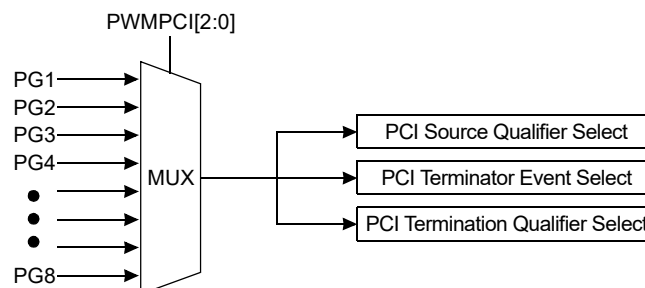 PWMPCI[2:0]
PG1
PG2
PG3
PG4
PG8
MUX
PCI Source Qualifier Select
PCI Terminator Event Select
PCI Termination Qualifier Select